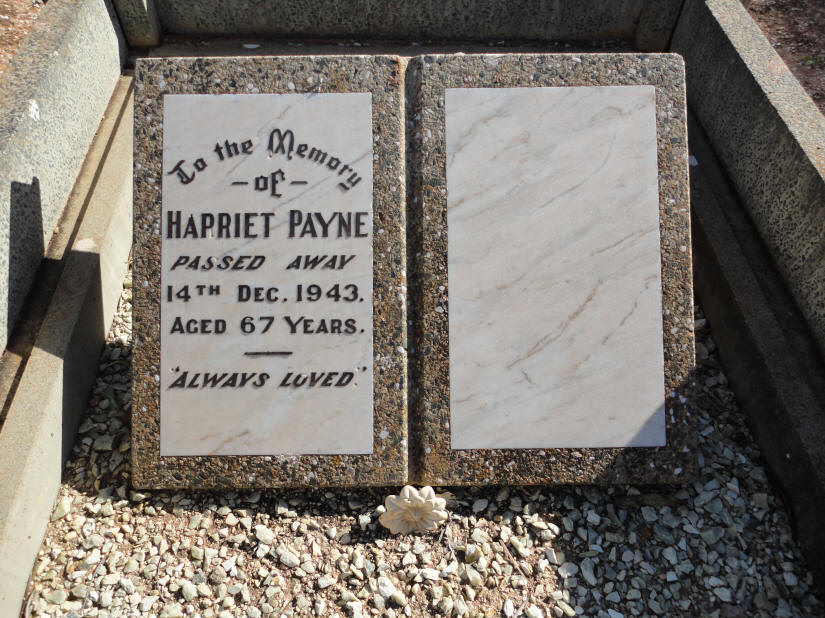 To the Memory
- of -
HARRIET PAYNE
PASSED AWAY
14TH DEC. 1943.
AGED 67 YEARS.
"ALWAYS LOVED"